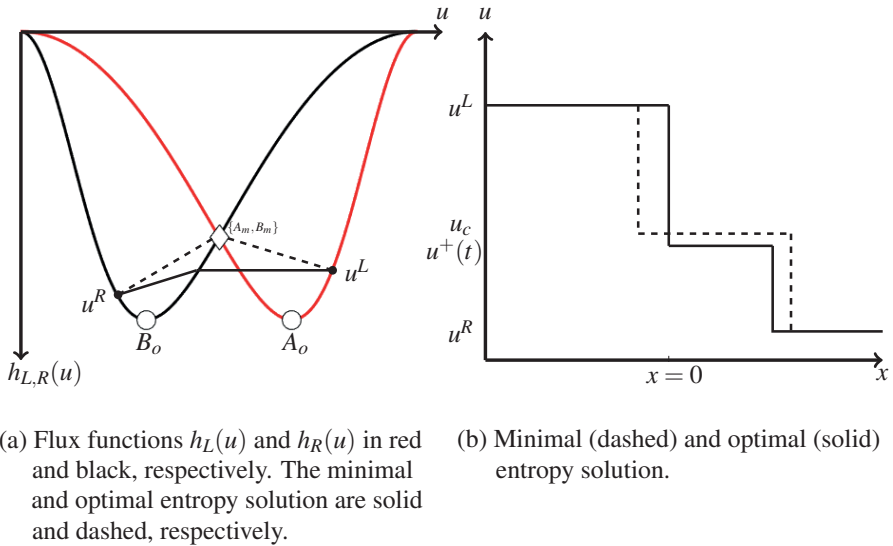 u
{A_m, B_m}
u^L
u^R
B_o
A_o
h_{L,R}(u)
u
u^L
u_c
u^+(t)
u^R
x = 0
x
(a) Flux functions h_L(u) and h_R(u) in red
and black, respectively. The minimal
and optimal entropy solution are solid
and dashed, respectively.
(b) Minimal (dashed) and optimal (solid)
entropy solution.